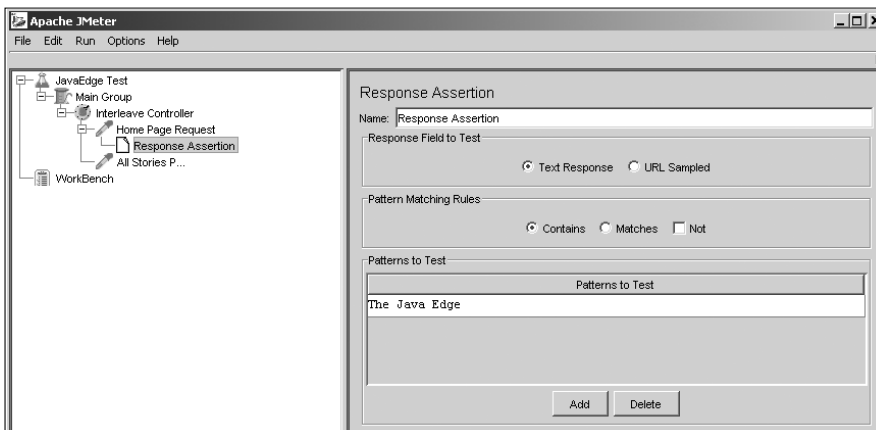 Apache JMeter
File Edit Run Options Help
JavaEdge Test
Main Group
Interleave Controller
Home Page Request
Response Assertion
All Stories P...
WorkBench
Response Assertion
Name: Response Assertion
Response Field to Test
Text Response URL Sampled
Pattern Matching Rules
Contains Matches Not
Patterns to Test
Patterns to Test
The Java Edge
Add Delete